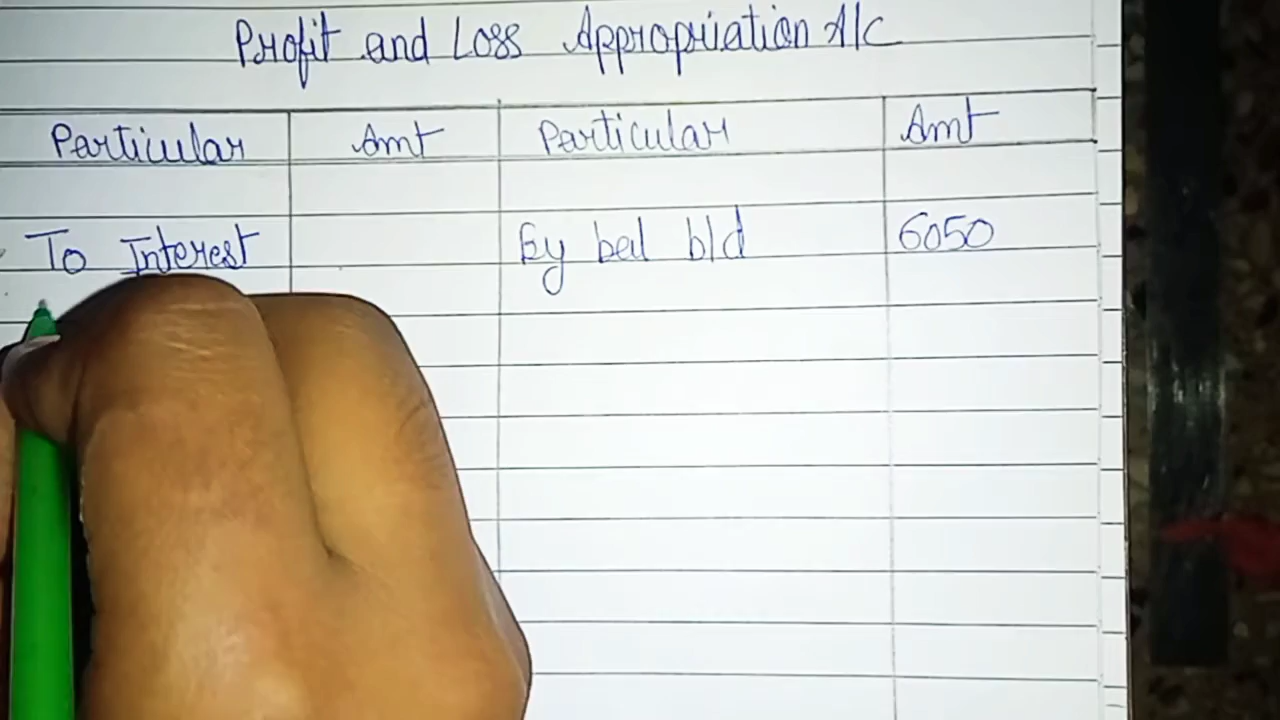 Profit and Loss Appropriation A/c
Particular Amt Particular Amt
To Interest By bal b/d 6050